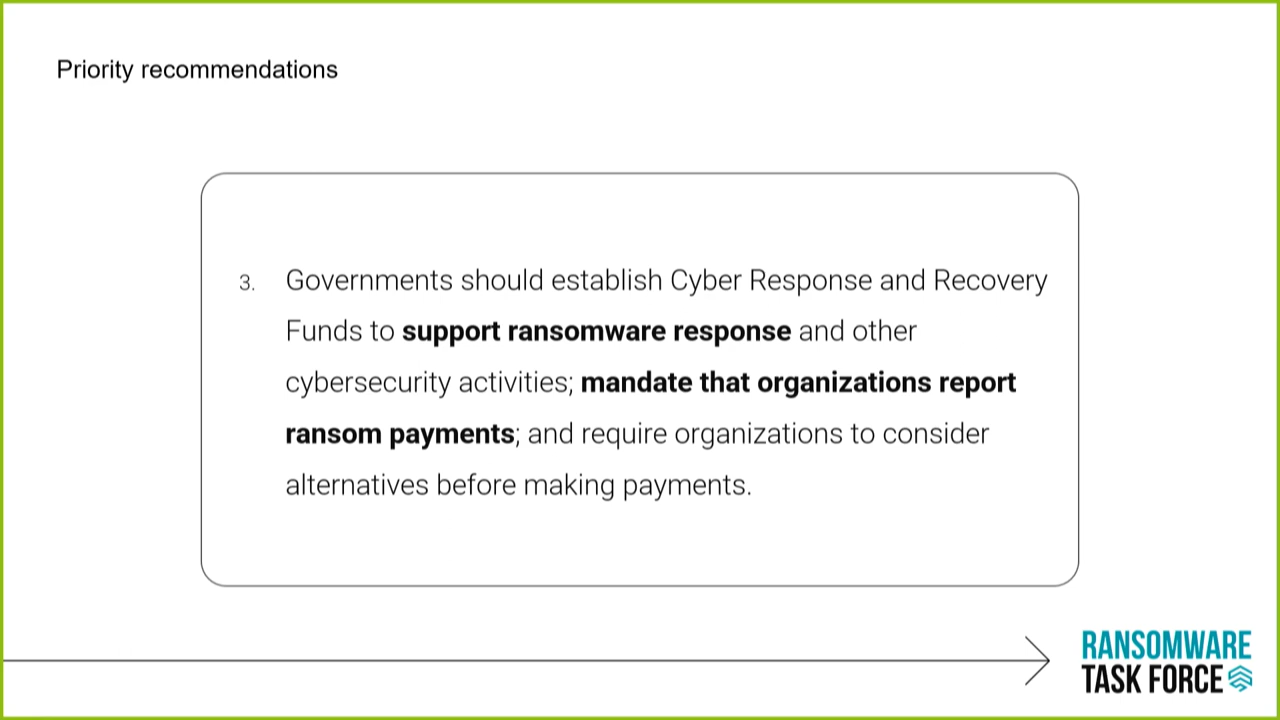 Priority recommendations
3. Governments should establish Cyber Response and Recovery
Funds to support ransomware response and other
cybersecurity activities; mandate that organizations report
ransom payments; and require organizations to consider
alternatives before making payments.
RANSOMWARE
TASK FORCE